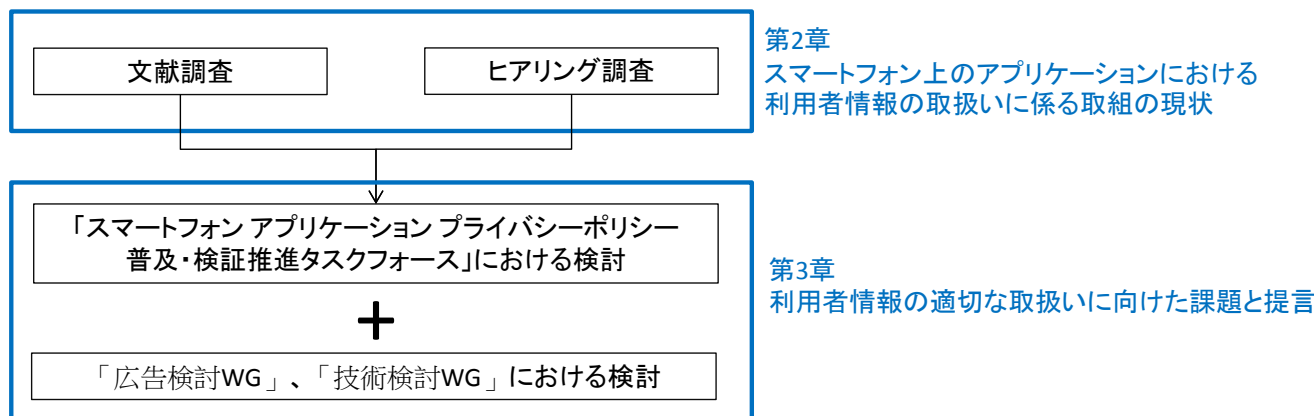 文献調査
ヒアリング調査
第2章
スマートフォン上のアプリケーションにおける
利用者情報の取扱いに係る取組の現状
「スマートフォン アプリケーション プライバシーポリシー
普及・検証推進タスクフォース」における検討
+
「広告検討WG」、「技術検討WG」における検討
第3章
利用者情報の適切な取扱いに向けた課題と提言